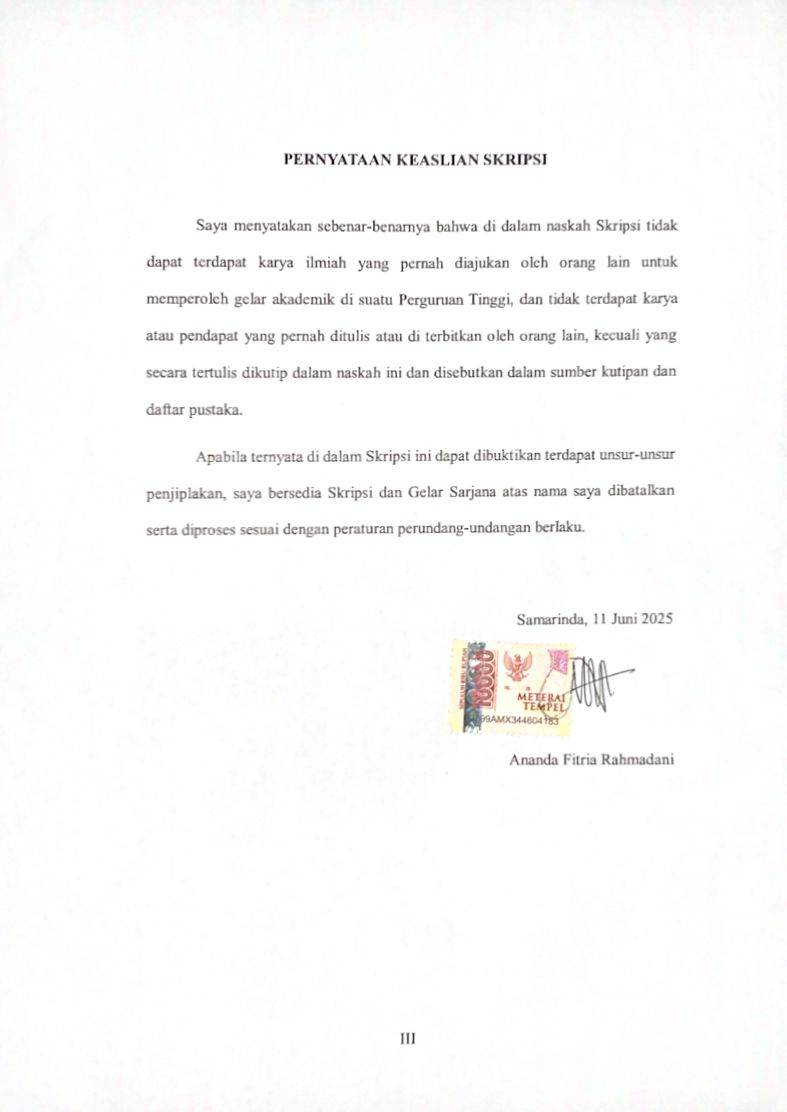 PERNYATAAN KEASLIAN SKRIPSI
Saya menyatakan sebenar-benarnya bahwa di dalam naskah Skripsi tidak
dapat terdapat karya ilmiah yang pernah diajukan oleh orang lain untuk
memperoleh gelar akademik di suatu Perguruan Tinggi, dan tidak terdapat karya
atau pendapat yang pernah ditulis atau di terbitkan oleh orang lain, kecuali yang
secara tertulis dikutip dalam naskah ini dan disebutkan dalam sumber kutipan dan
daftar pustaka.
Apabila ternyata di dalam Skripsi ini dapat dibuktikan terdapat unsur-unsur
penjiplakan, saya bersedia Skripsi dan Gelar Sarjana atas nama saya dibatalkan
serta diproses sesuai dengan peraturan perundang-undangan berlaku.
Samarinda, 11 Juni 2025
10000
METERAI
TEMPEL
99AMX344604183
Ananda Fitria Rahmadani
III